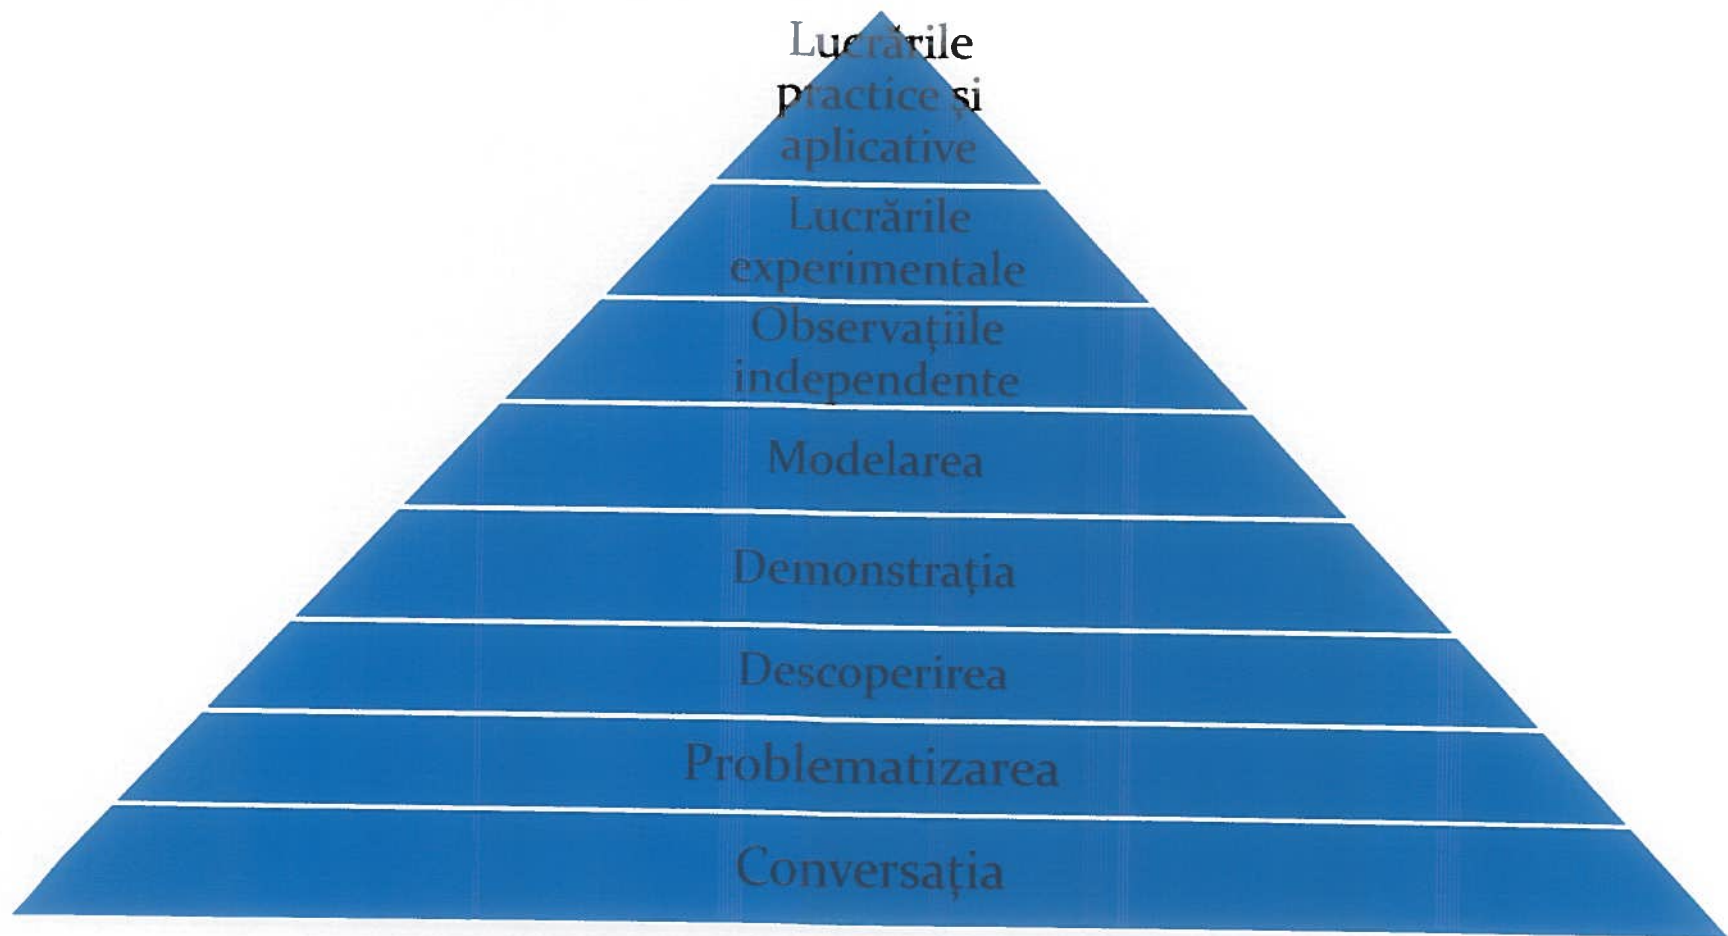 Lucrările
practice și
aplicative
Lucrările
experimentale
Observațiile
independente
Modelarea
Demonstrația
Descoperirea
Problematizarea
Conversația